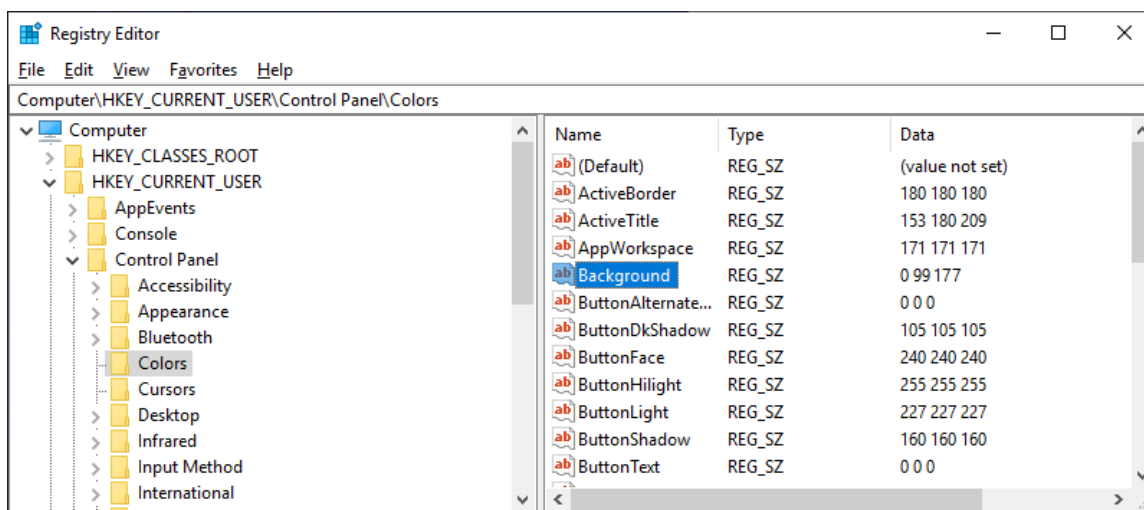 Registry Editor
File Edit View Favorites Help
Computer\HKEY_CURRENT_USER\Control Panel\Colors
Computer
HKEY_CLASSES_ROOT
HKEY_CURRENT_USER
AppEvents
Console
Control Panel
Accessibility
Appearance
Bluetooth
Colors
Cursors
Desktop
Infrared
Input Method
International
Name Type Data
(Default) REG_SZ (value not set)
ActiveBorder REG_SZ 180 180 180
ActiveTitle REG_SZ 153 180 209
AppWorkspace REG_SZ 171 171 171
Background REG_SZ 0 99 177
ButtonAlternate... REG_SZ 0 0 0
ButtonDkShadow REG_SZ 105 105 105
ButtonFace REG_SZ 240 240 240
ButtonHilight REG_SZ 255 255 255
ButtonLight REG_SZ 227 227 227
ButtonShadow REG_SZ 160 160 160
ButtonText REG_SZ 0 0 0